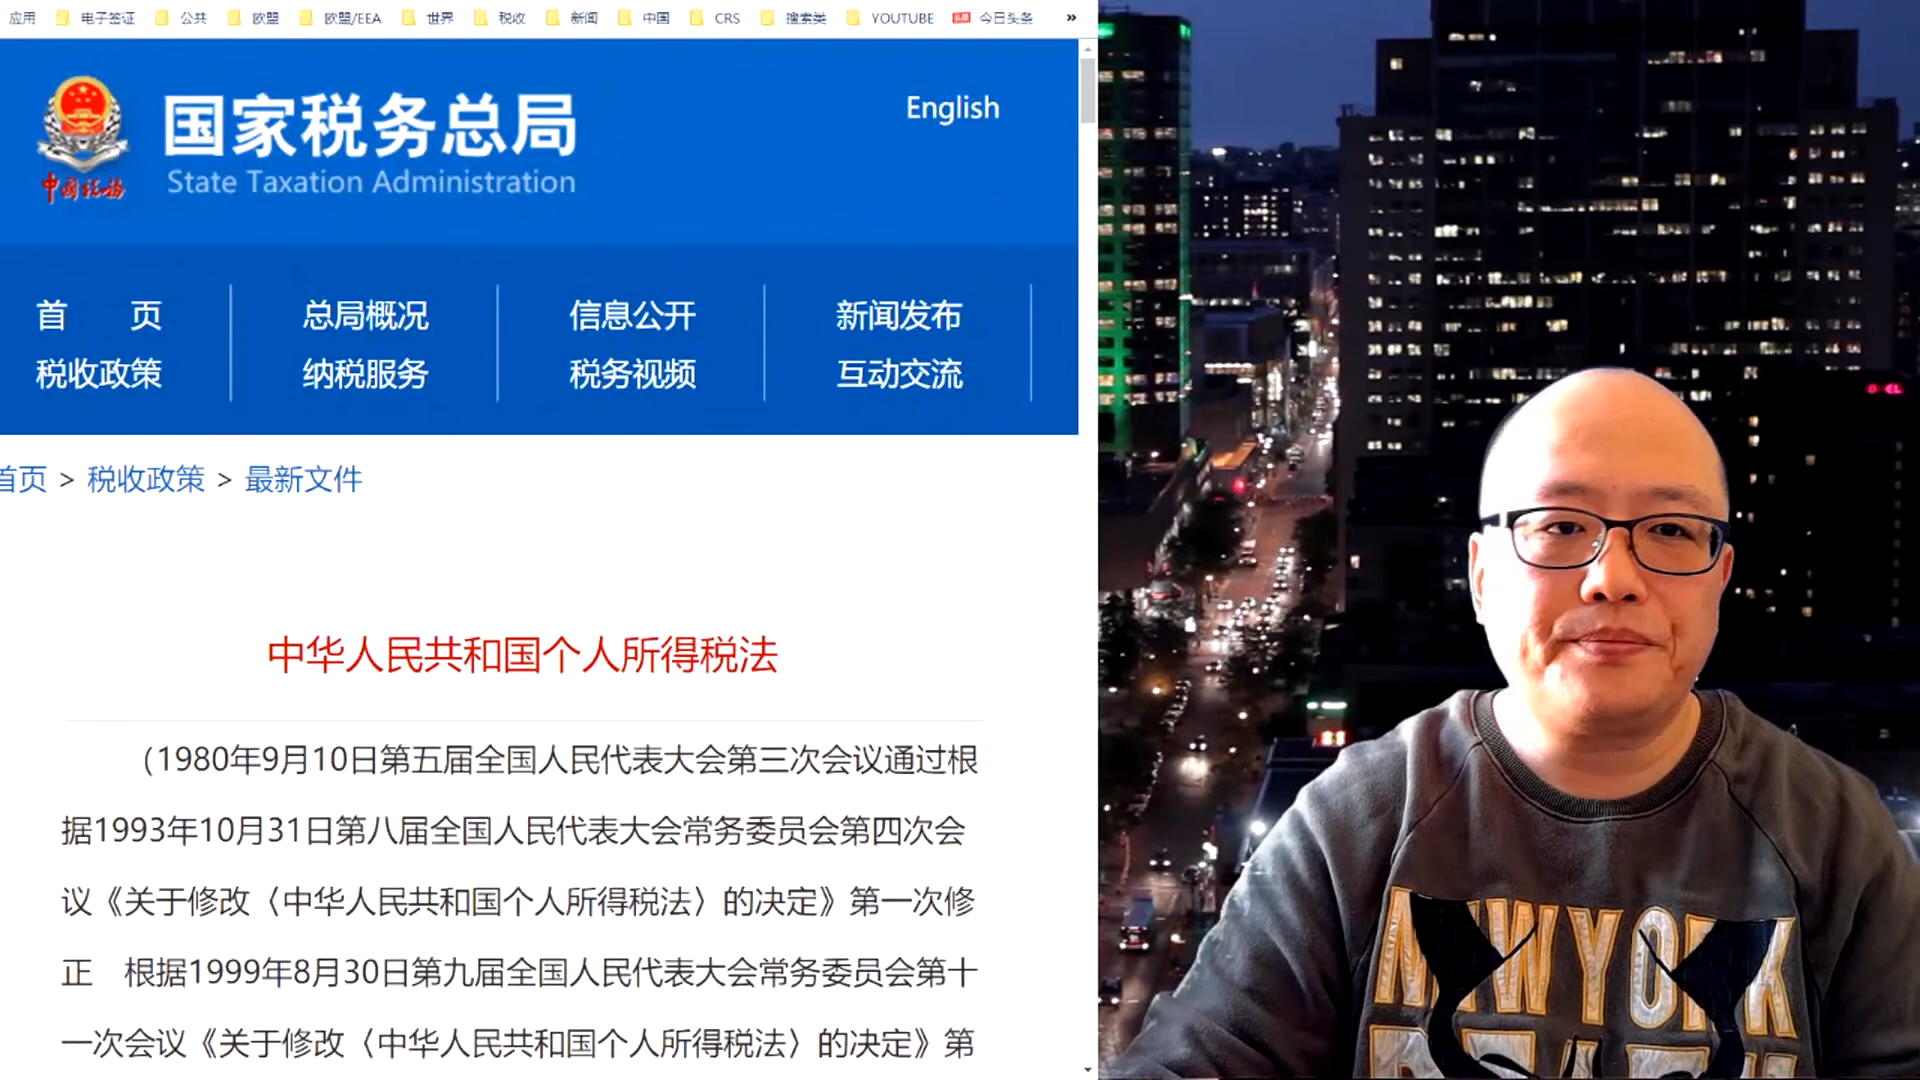 应用 电子签证 公共 欧盟 欧盟/EEA 世界 税收 新闻 中国 CRS 搜索类 YOUTUBE 头条 今日头条 »
国家税务总局
State Taxation Administration
中国税务
English
首 页 总局概况 信息公开 新闻发布
税收政策 纳税服务 税务视频 互动交流
首页 > 税收政策 > 最新文件
中华人民共和国个人所得税法
（1980年9月10日第五届全国人民代表大会第三次会议通过根
据1993年10月31日第八届全国人民代表大会常务委员会第四次会
议《关于修改〈中华人民共和国个人所得税法〉的决定》第一次修
正 根据1999年8月30日第九届全国人民代表大会常务委员会第十
一次会议《关于修改〈中华人民共和国个人所得税法〉的决定》第
NEWYORK